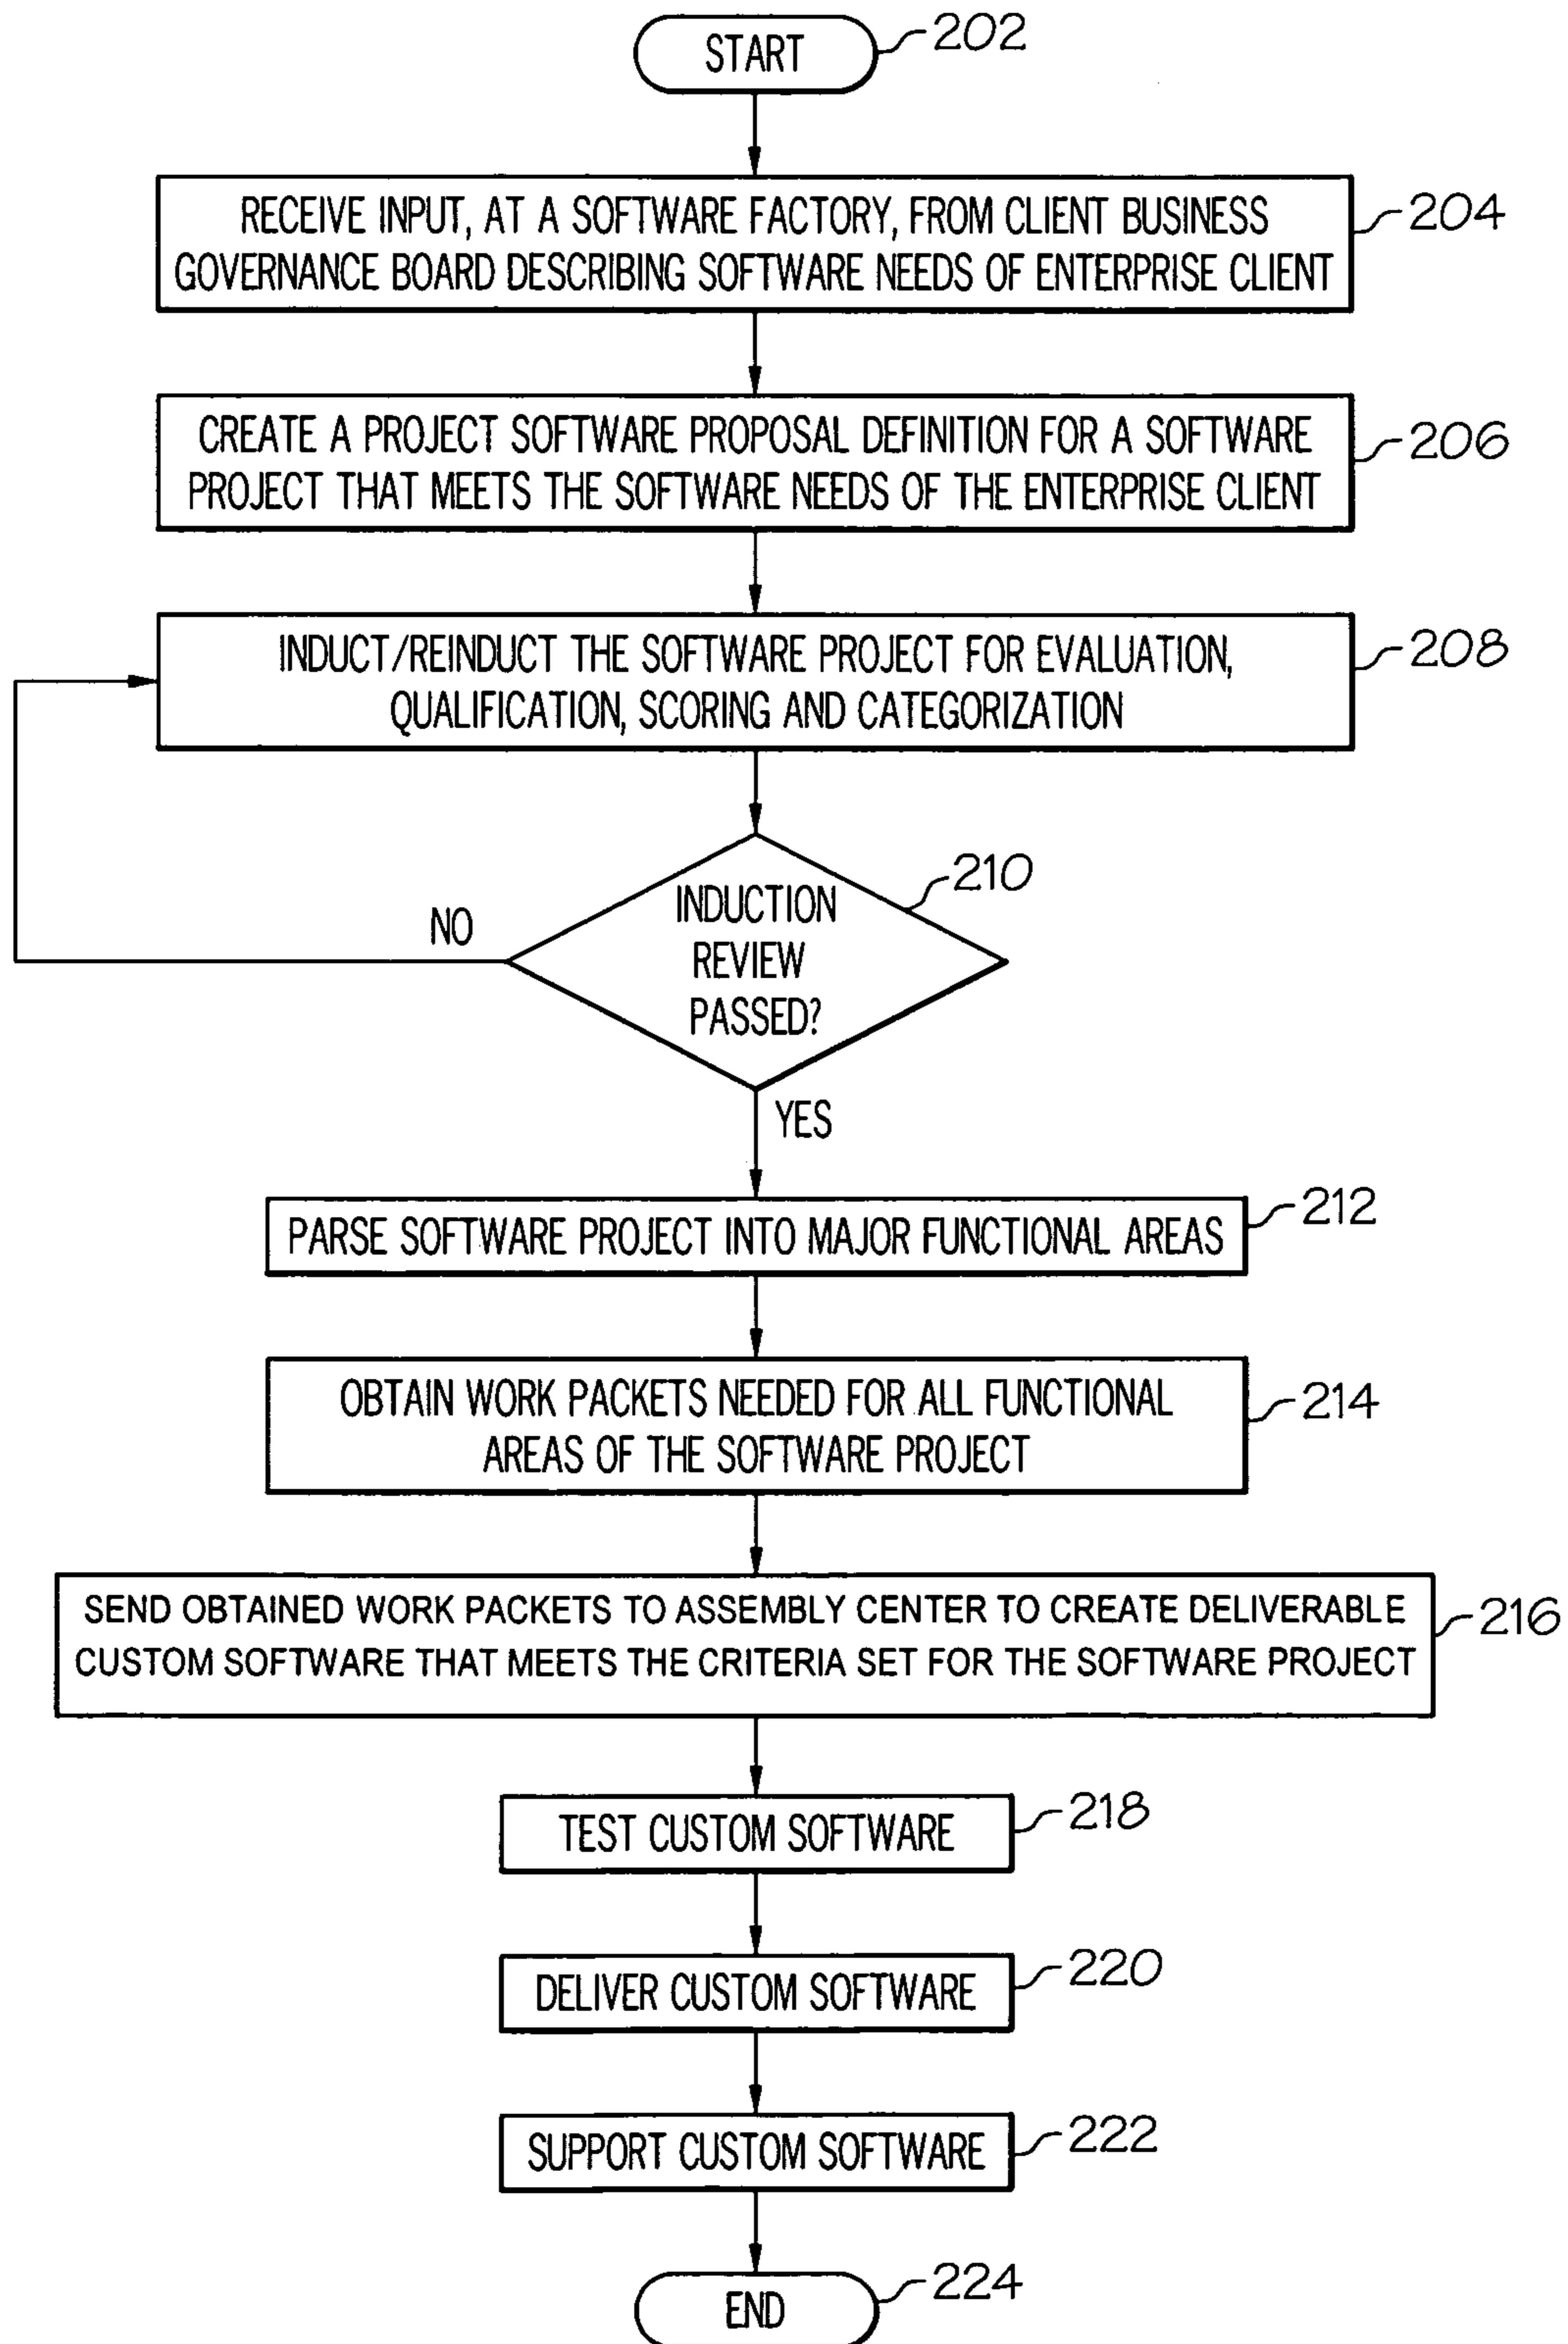 START
202
RECEIVE INPUT, AT A SOFTWARE FACTORY, FROM CLIENT BUSINESS
GOVERNANCE BOARD DESCRIBING SOFTWARE NEEDS OF ENTERPRISE CLIENT
204
CREATE A PROJECT SOFTWARE PROPOSAL DEFINITION FOR A SOFTWARE
PROJECT THAT MEETS THE SOFTWARE NEEDS OF THE ENTERPRISE CLIENT
206
INDUCT/REINDUCT THE SOFTWARE PROJECT FOR EVALUATION,
QUALIFICATION, SCORING AND CATEGORIZATION
208
INDUCTION
REVIEW
PASSED?
210
NO
YES
PARSE SOFTWARE PROJECT INTO MAJOR FUNCTIONAL AREAS
212
OBTAIN WORK PACKETS NEEDED FOR ALL FUNCTIONAL
AREAS OF THE SOFTWARE PROJECT
214
SEND OBTAINED WORK PACKETS TO ASSEMBLY CENTER TO CREATE DELIVERABLE
CUSTOM SOFTWARE THAT MEETS THE CRITERIA SET FOR THE SOFTWARE PROJECT
216
TEST CUSTOM SOFTWARE
218
DELIVER CUSTOM SOFTWARE
220
SUPPORT CUSTOM SOFTWARE
222
END
224